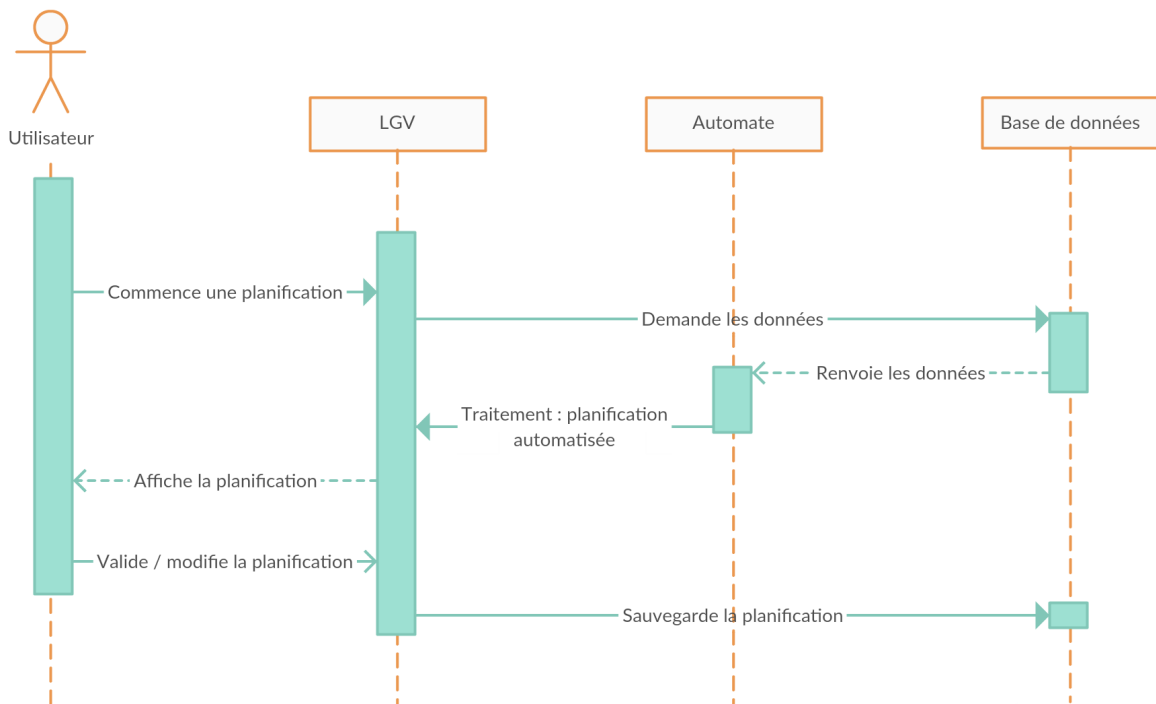 Utilisateur
LGV
Automate
Base de données
Commence une planification
Demande les données
Renvoie les données
Traitement : planification
automatisée
Affiche la planification
Valide / modifie la planification
Sauvegarde la planification